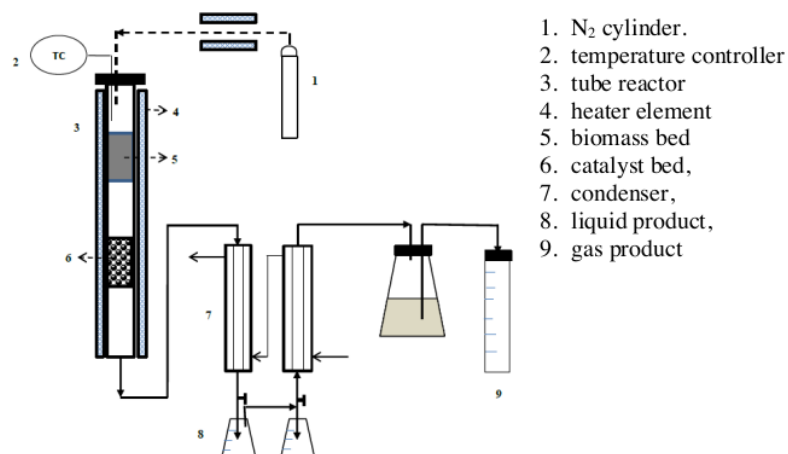 1. N₂ cylinder.
2. temperature controller
3. tube reactor
4. heater element
5. biomass bed
6. catalyst bed,
7. condenser,
8. liquid product,
9. gas product
TC
2
1
3
4
5
6
7
8
9